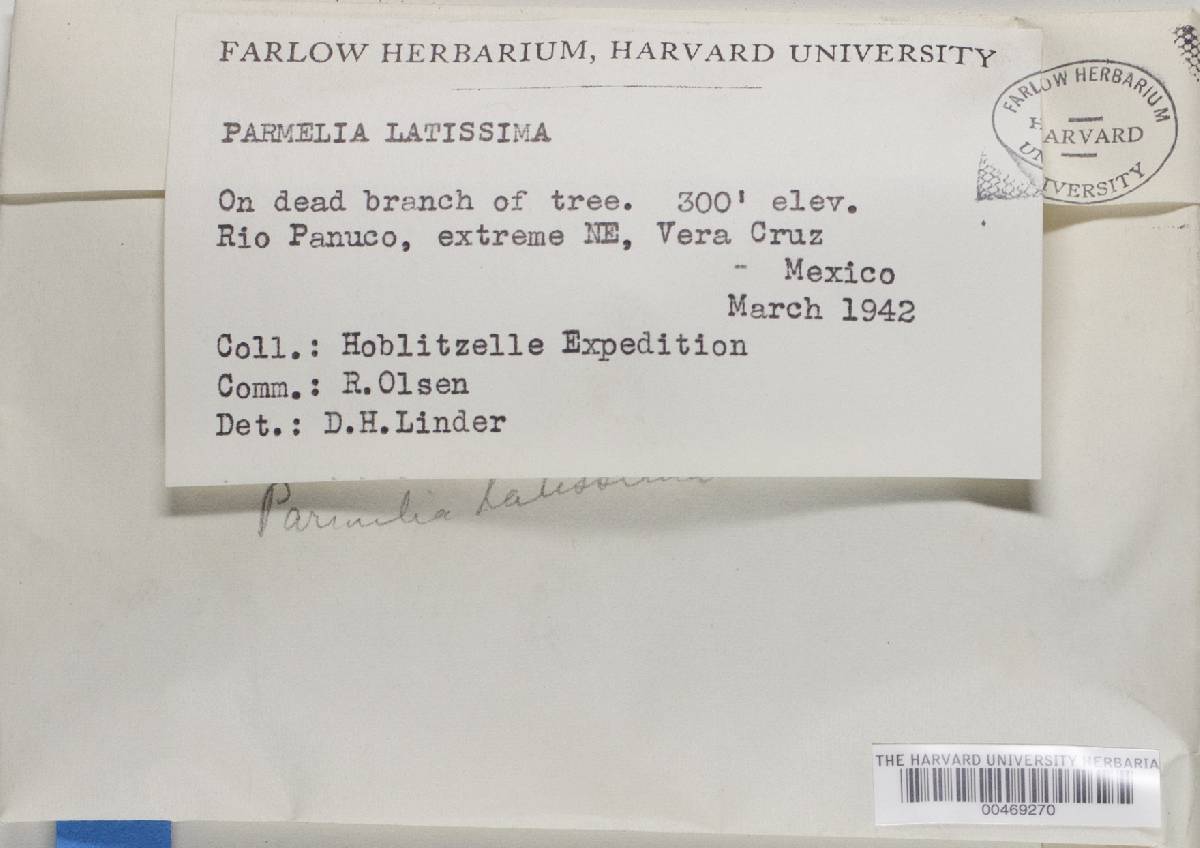 FARLOW HERBARIUM, HARVARD UNIVERSITY
PARMELIA LATISSIMA
On dead branch of tree. 300' elev.
Rio Panuco, extreme NE, Vera Cruz
- Mexico
March 1942
Coll.: Hoblitzelle Expedition
Comm.: R.Olsen
Det.: D.H.Linder
FARLOW HERBARIUM
HARVARD
UNIVERSITY
Parmelia Latissima
THE HARVARD UNIVERSITY HERBARIA
00469270